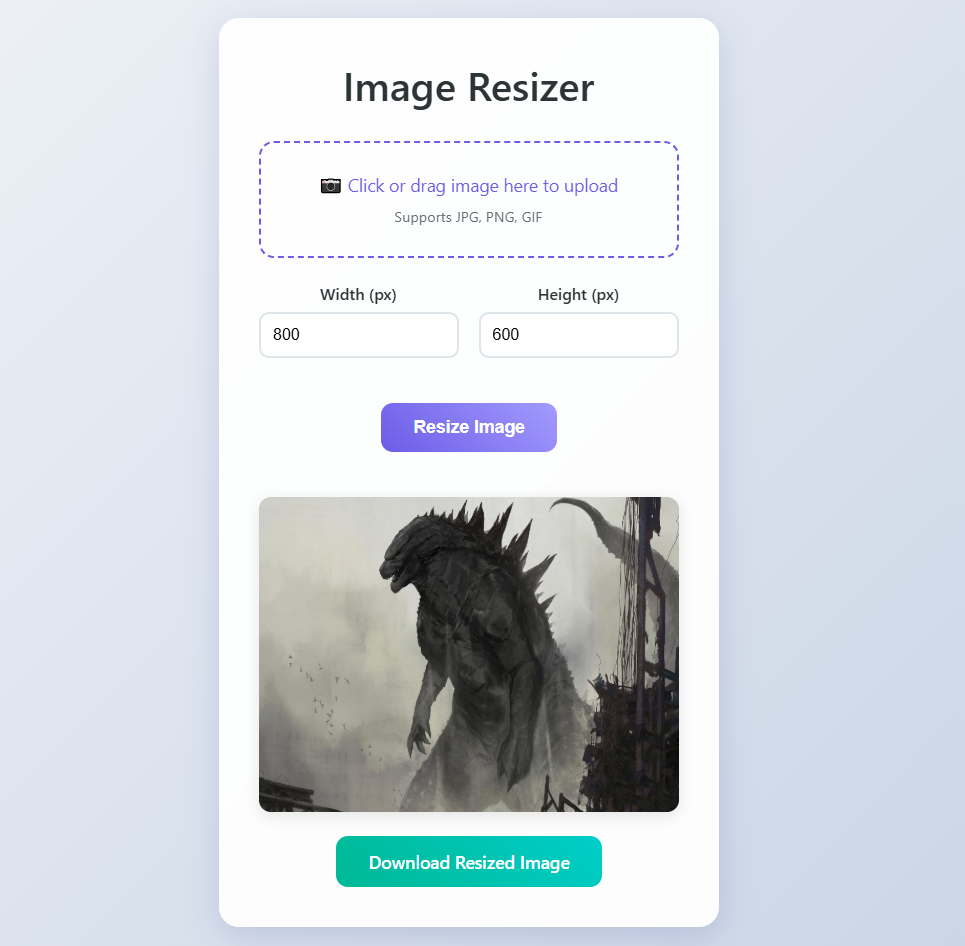 Image Resizer
📷 Click or drag image here to upload
Supports JPG, PNG, GIF
Width (px) Height (px)
800 600
Resize Image
Download Resized Image